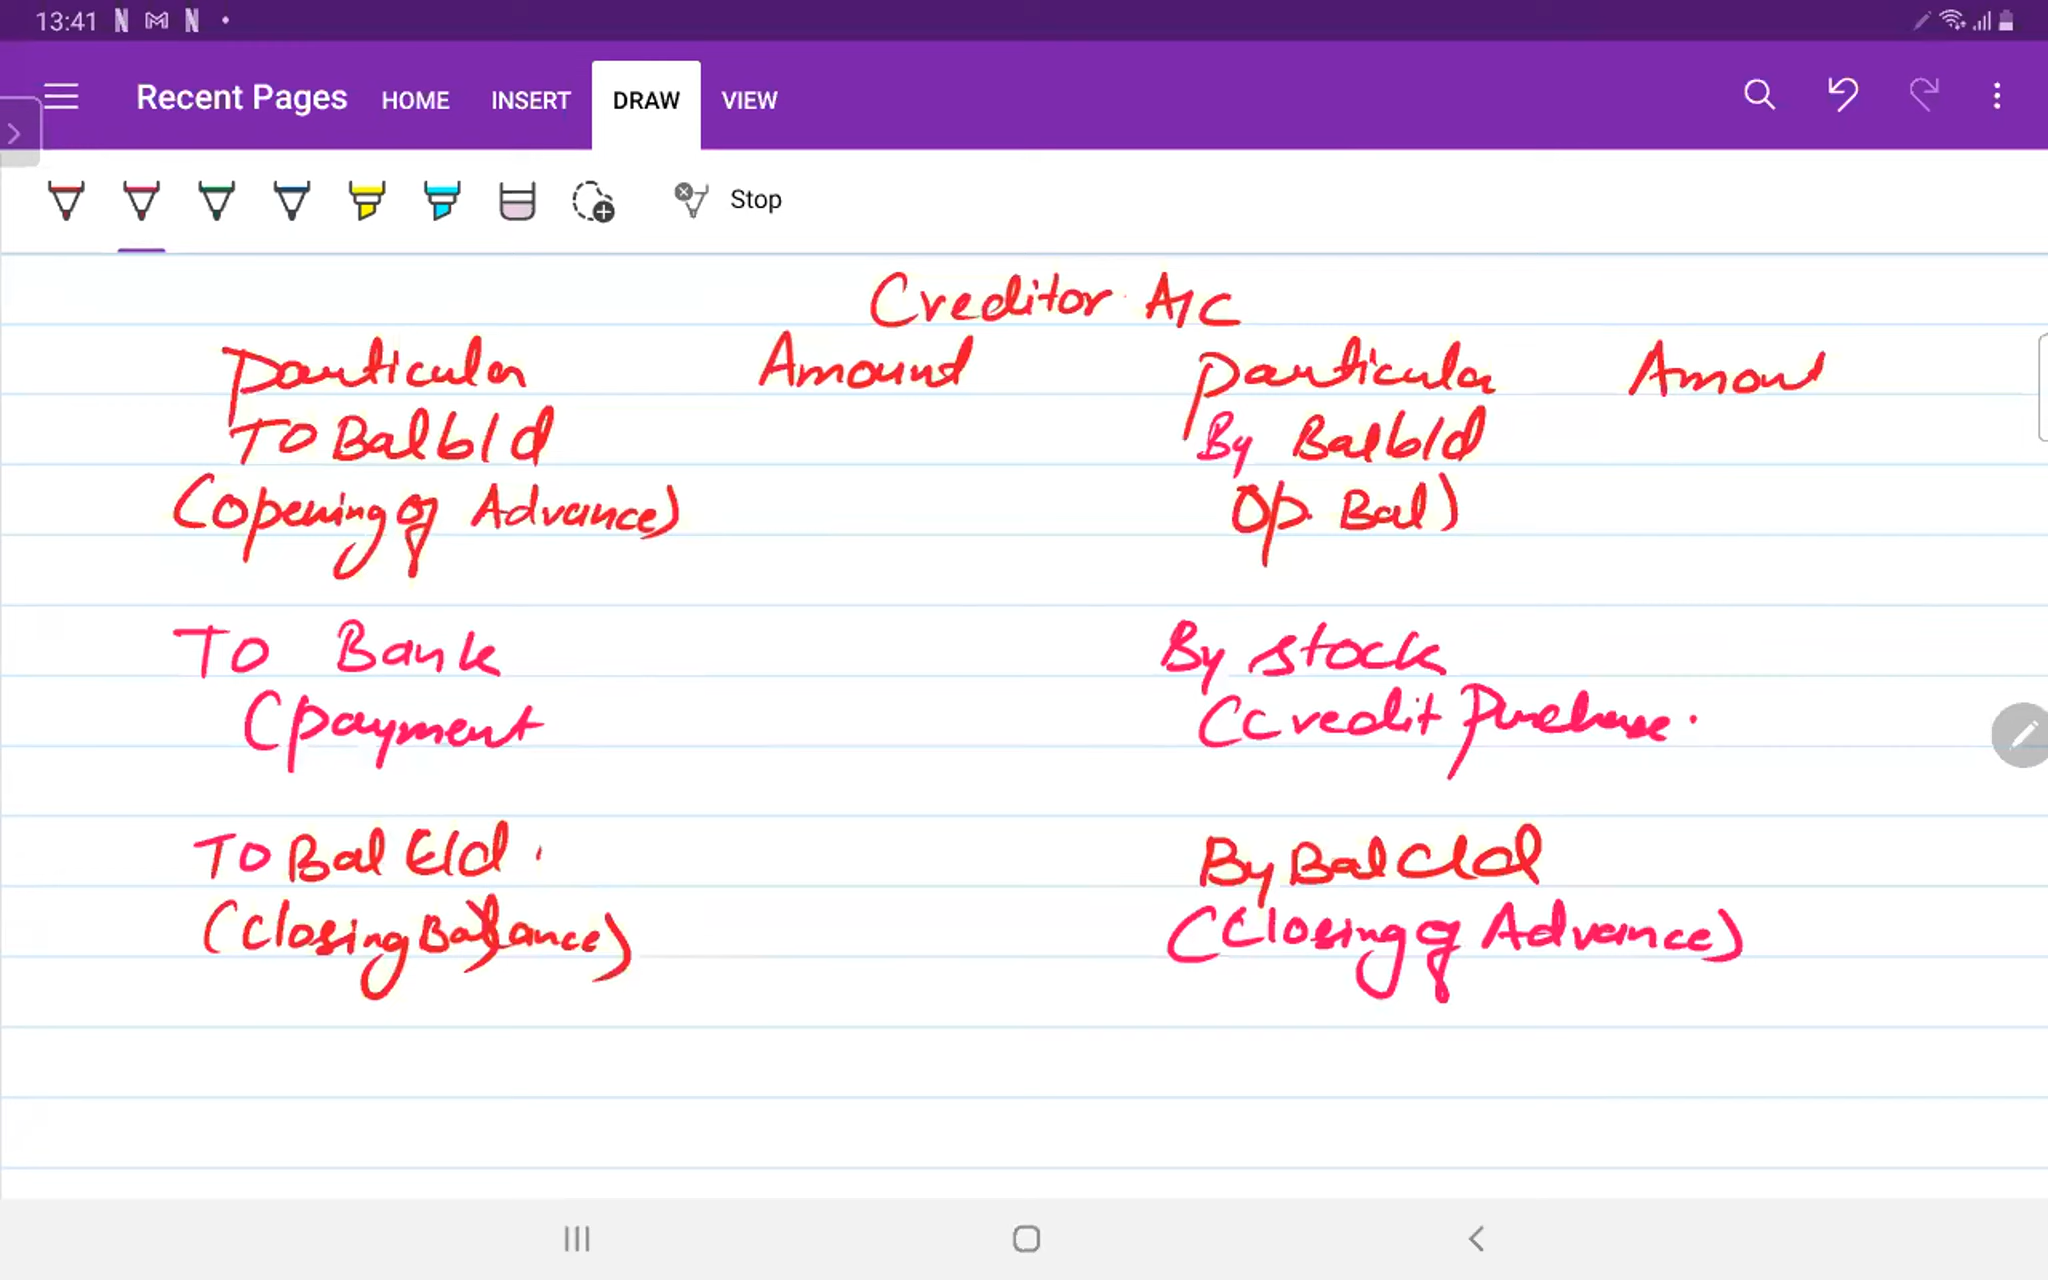 13:41
Recent Pages HOME INSERT DRAW VIEW
Stop
Creditor A/C
Particular Amount Particular Amount
To Bal b/d By Bal b/d
(opening of Advance) Op. Bal)
To Bank By Stock
(payment (Credit Purchase.
To Bal c/d By Bal c/d
(Closing Balance) (Closing of Advance)